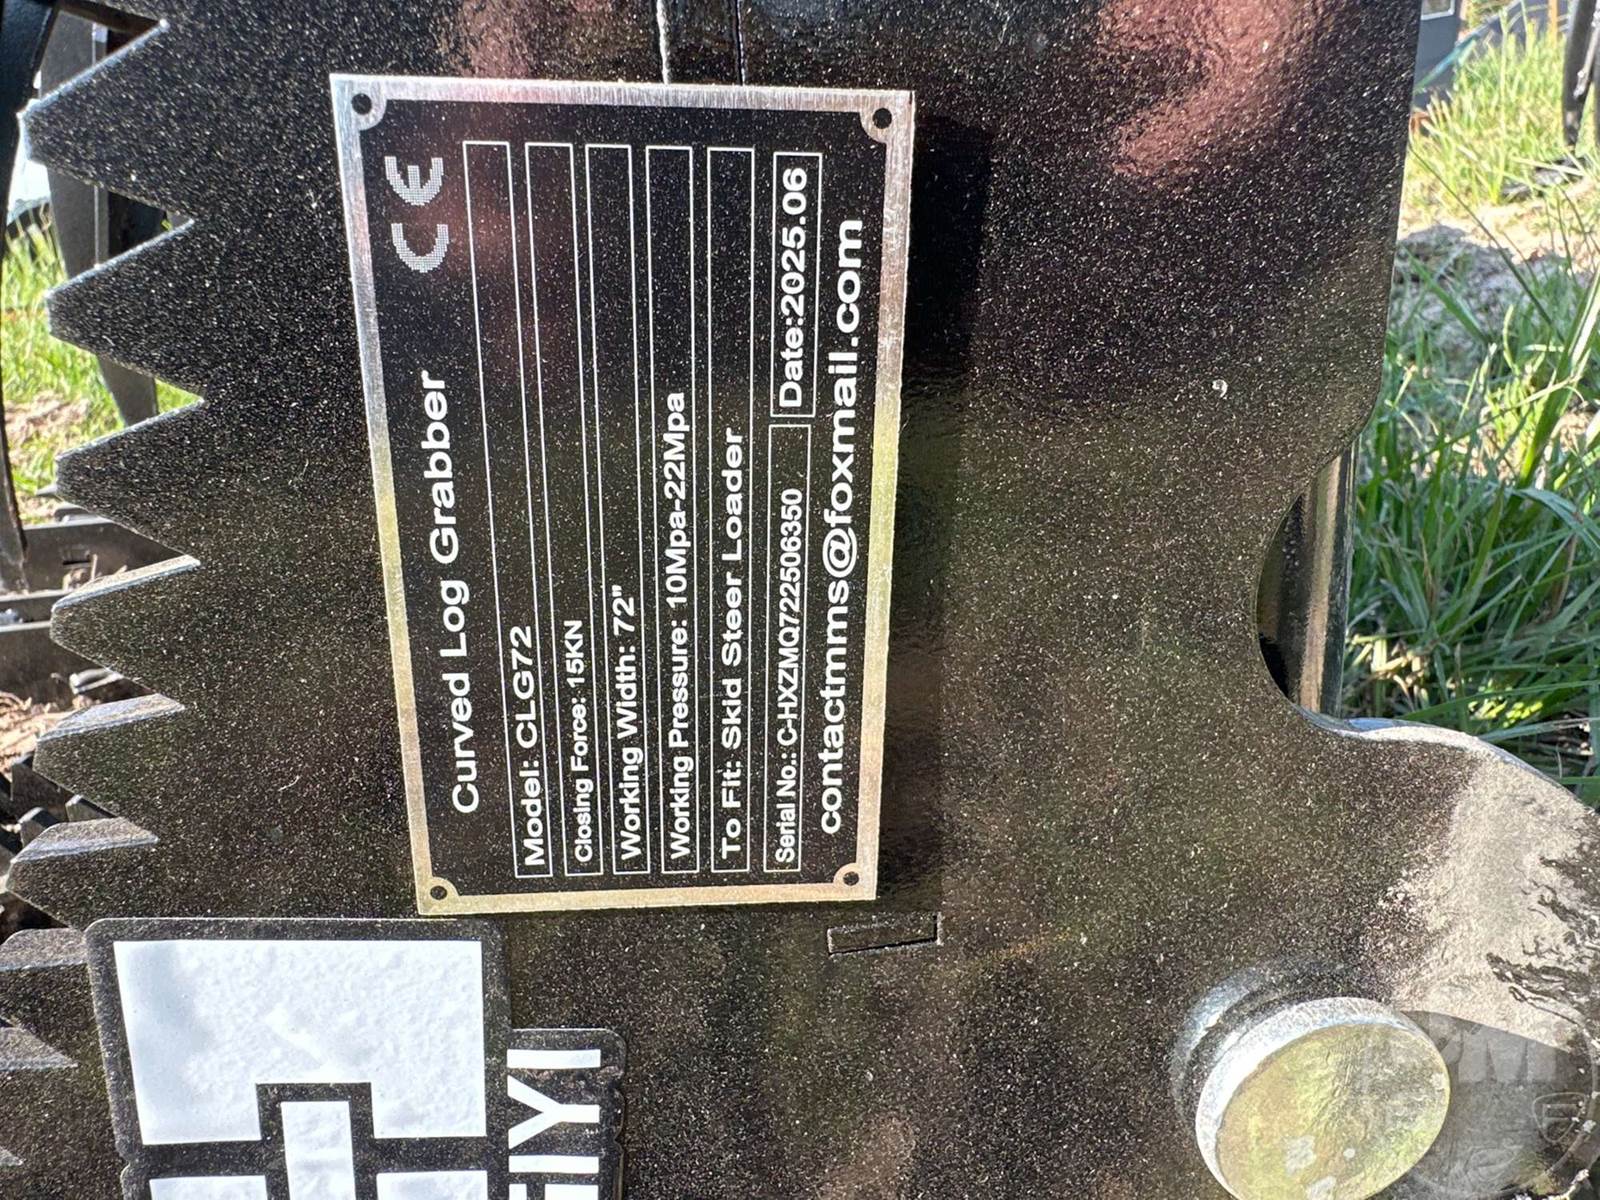 CE
Curved Log Grabber
Model: CLG72
Closing Force: 15KN
Working Width: 72"
Working Pressure: 10Mpa-22Mpa
To Fit: Skid Steer Loader
Serial No.: C-HXZMQ722506350 Date:2025.06
contactmms@foxmail.com